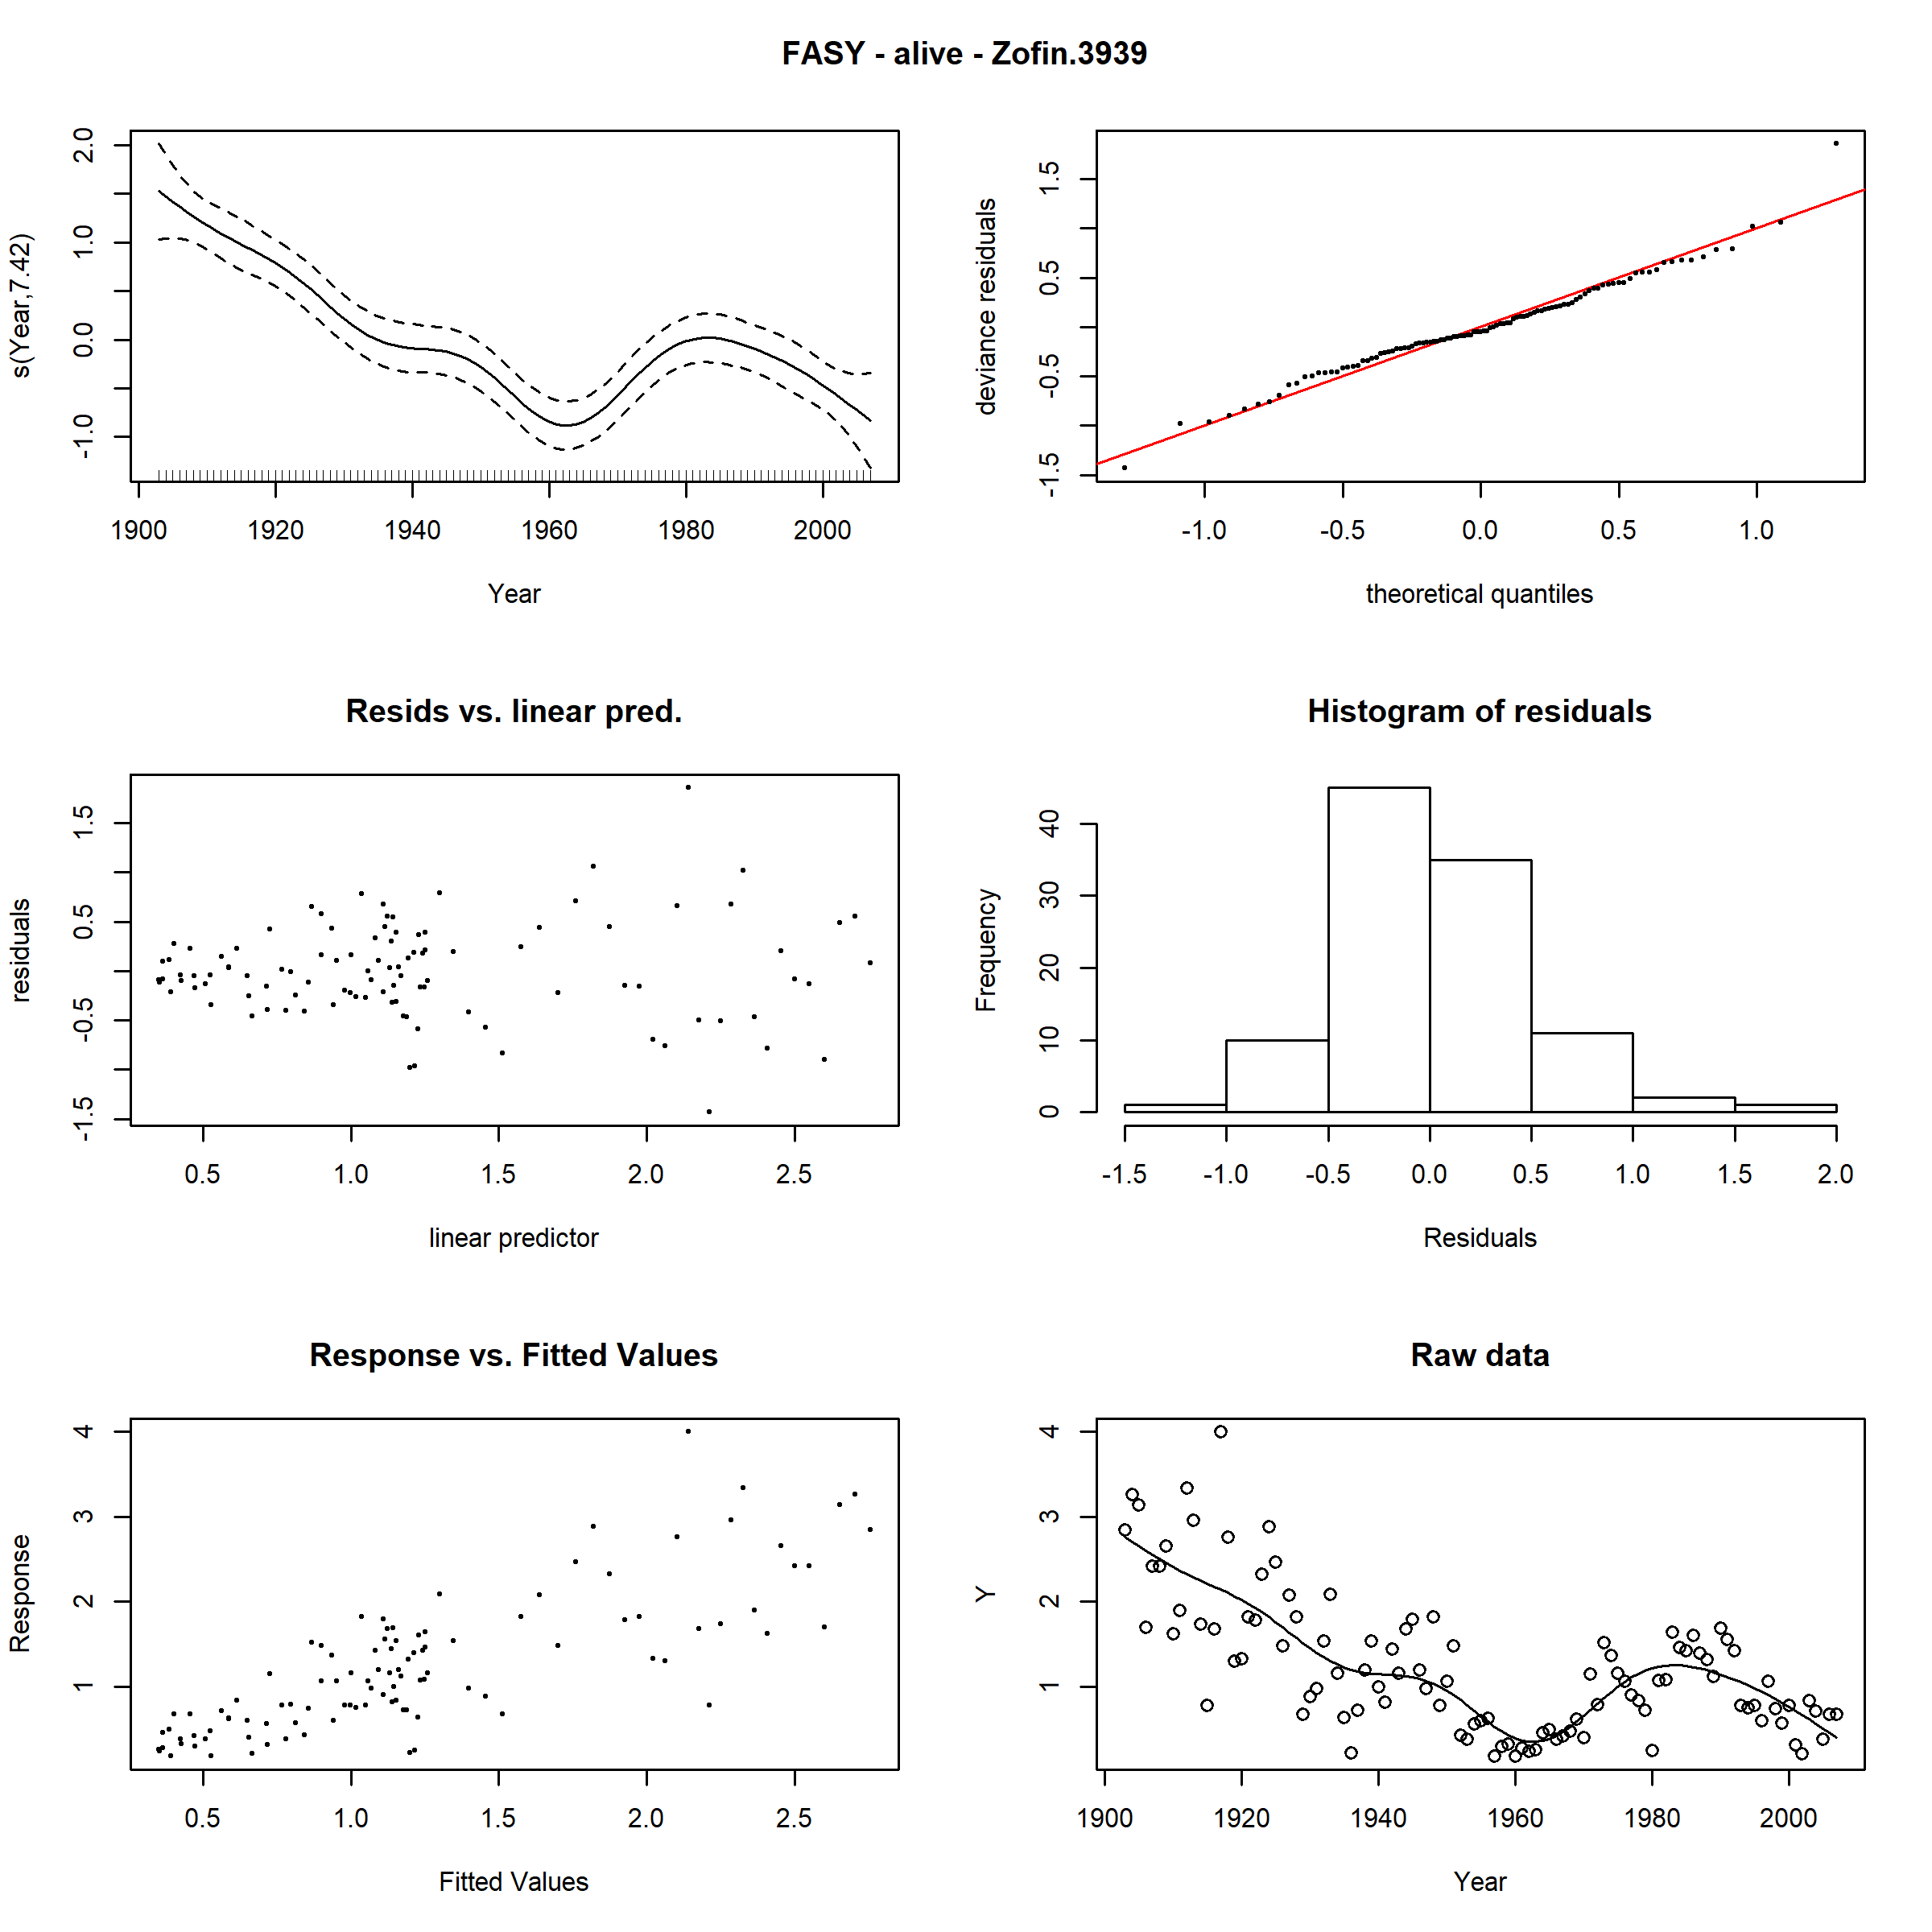 FASY - alive - Zofin.3939
s(Year,7.42)
-1.0 0.0 1.0 2.0
1900 1920 1940 1960 1980 2000
Year
deviance residuals
-1.5 -0.5 0.5 1.5
-1.0 -0.5 0.0 0.5 1.0
theoretical quantiles
Resids vs. linear pred.
residuals
-1.5 -0.5 0.5 1.5
0.5 1.0 1.5 2.0 2.5
linear predictor
Histogram of residuals
Frequency
0 10 20 30 40
-1.5 -1.0 -0.5 0.0 0.5 1.0 1.5 2.0
Residuals
Response vs. Fitted Values
Response
1 2 3 4
0.5 1.0 1.5 2.0 2.5
Fitted Values
Raw data
Y
1 2 3 4
1900 1920 1940 1960 1980 2000
Year